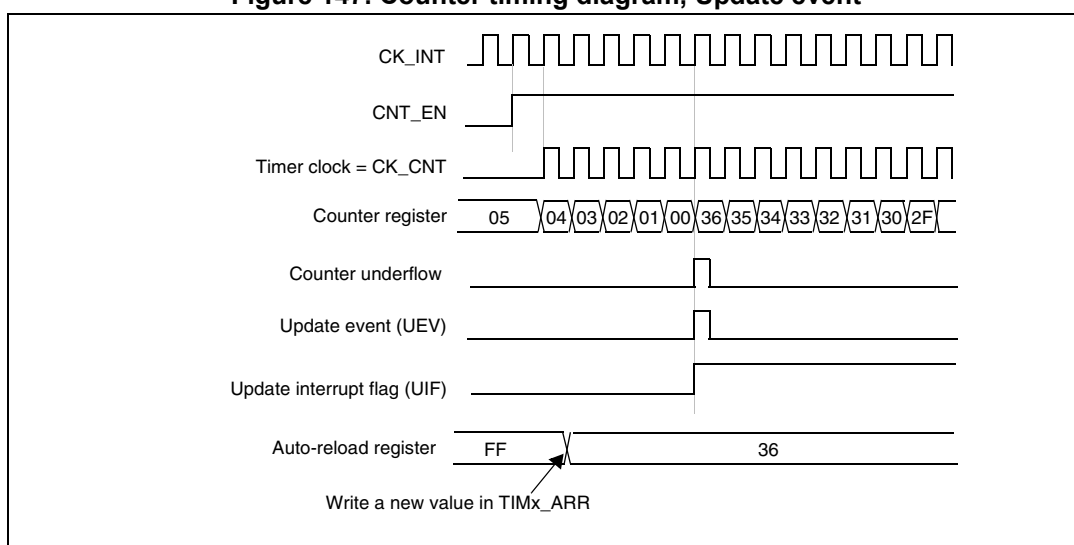 Figure 147. Counter timing diagram, Update event
CK_INT
CNT_EN
Timer clock = CK_CNT
Counter register 05 04 03 02 01 00 36 35 34 33 32 31 30 2F
Counter underflow
Update event (UEV)
Update interrupt flag (UIF)
Auto-reload register FF 36
Write a new value in TIMx_ARR